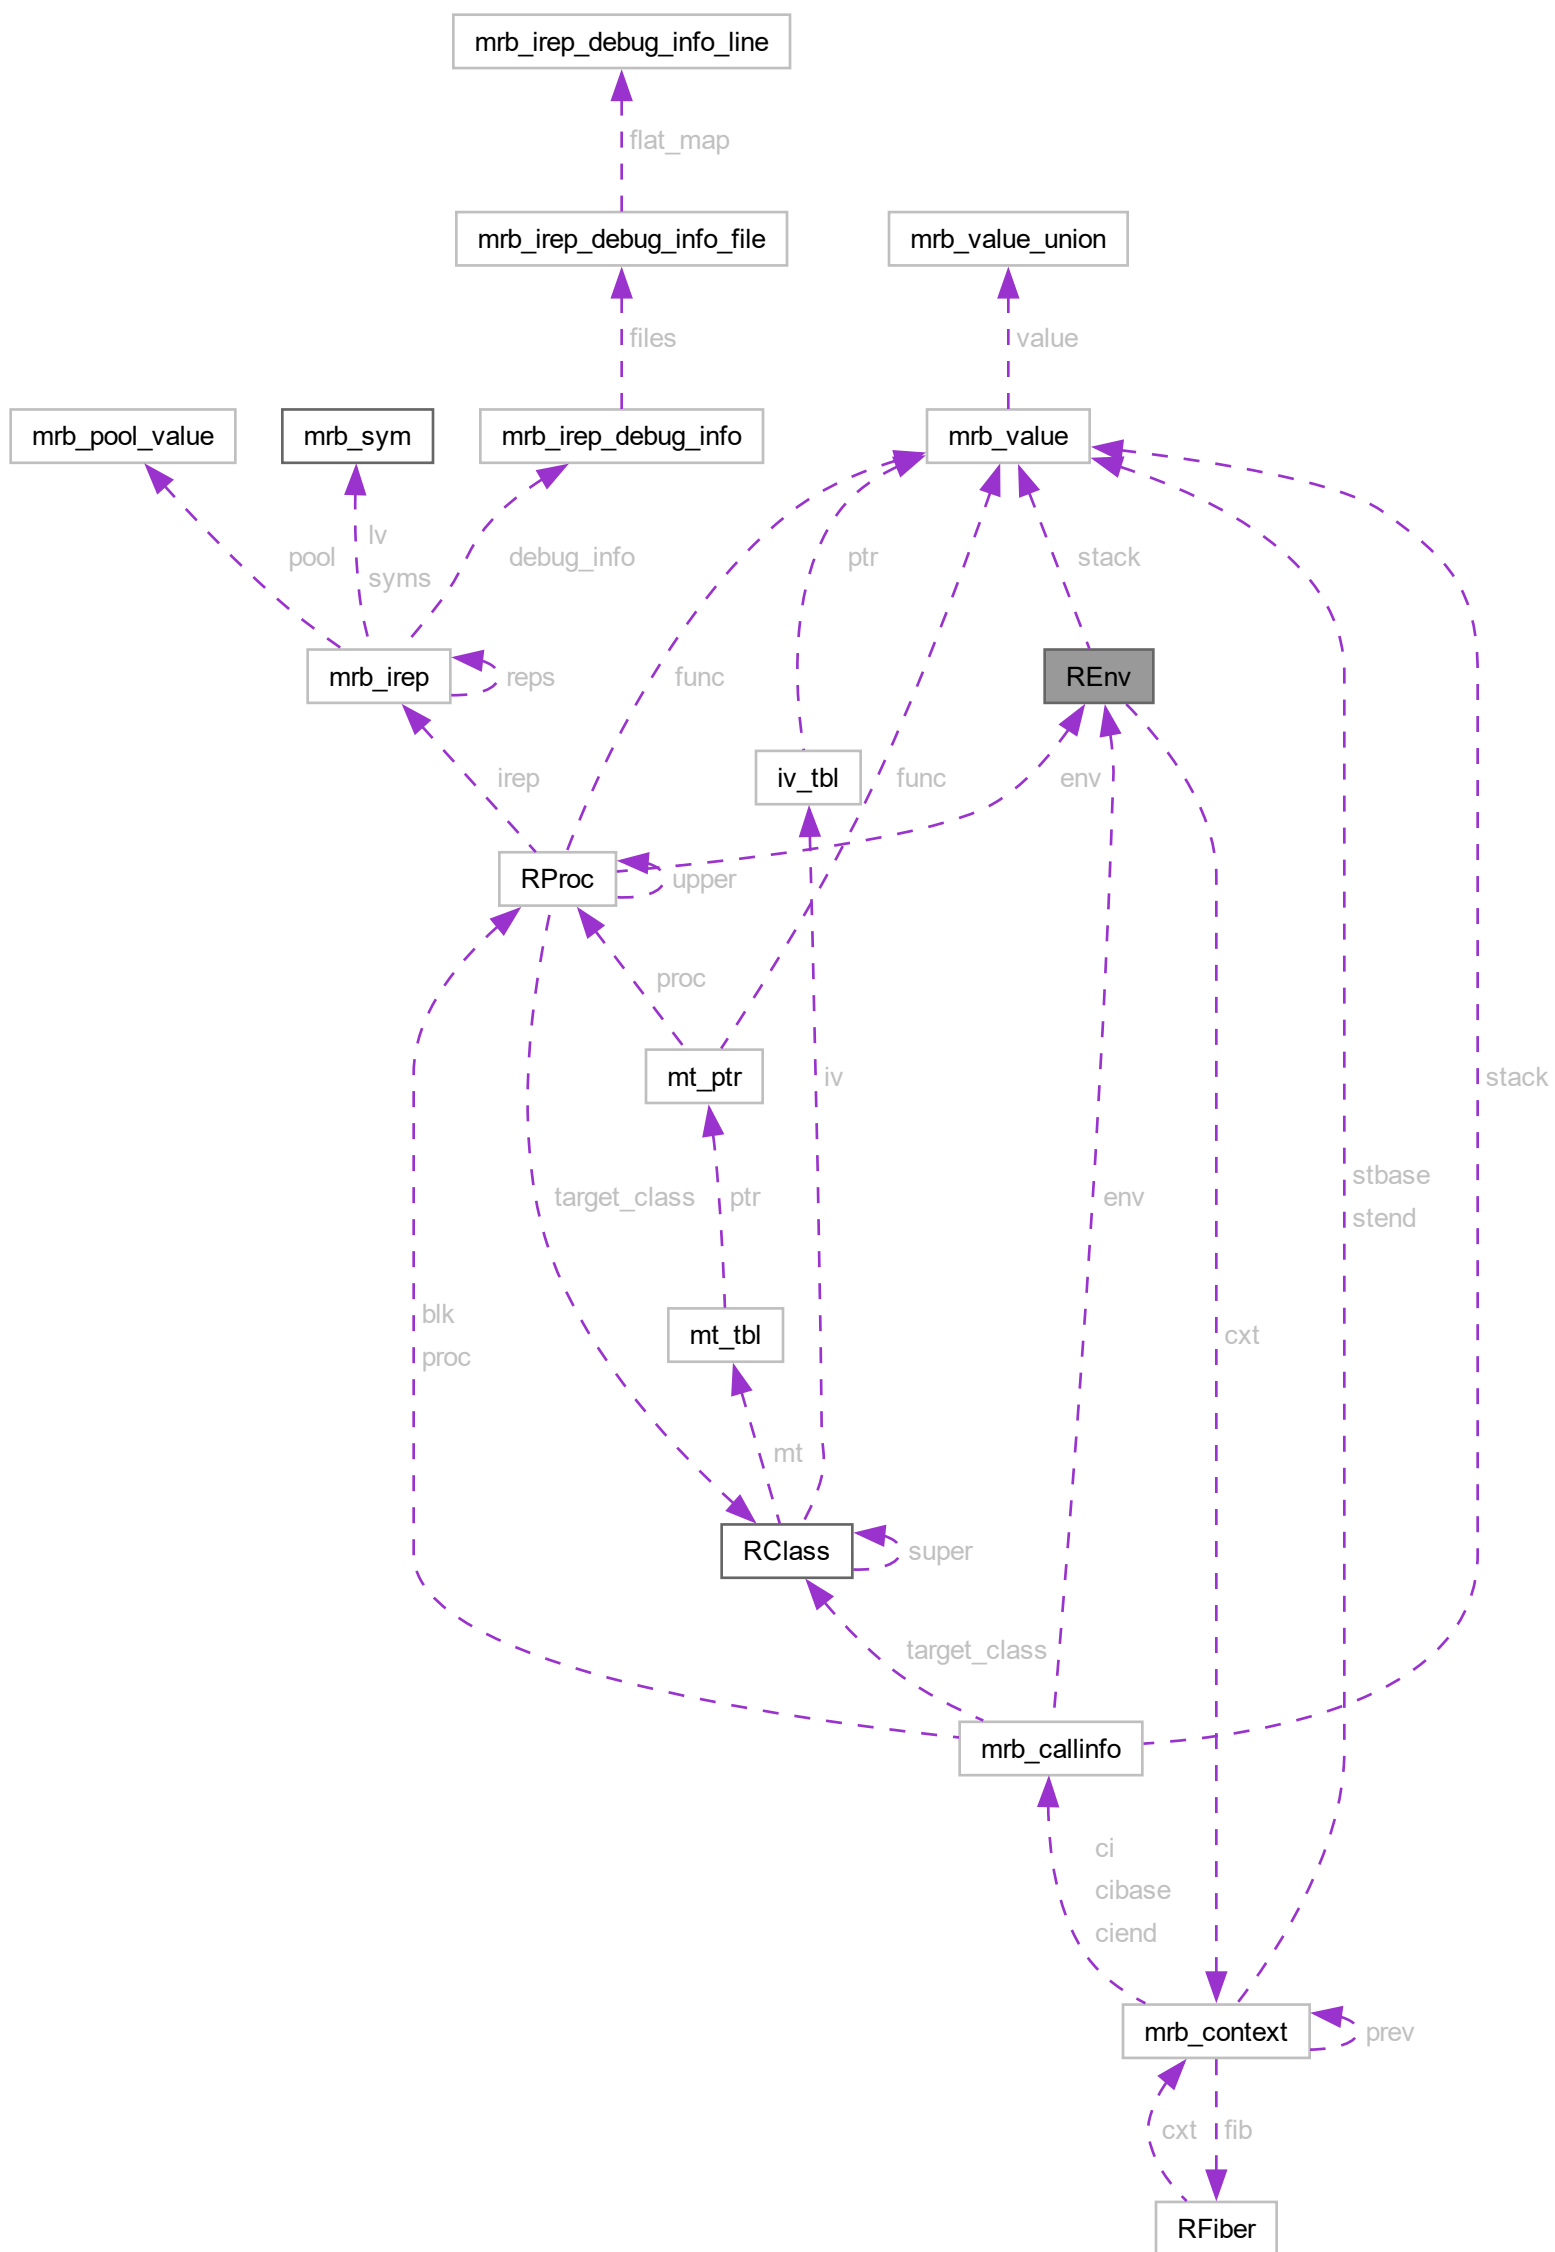 mrb_irep_debug_info_line
flat_map
mrb_irep_debug_info_file
mrb_value_union
files
value
mrb_pool_value
mrb_sym
mrb_irep_debug_info
mrb_value
lv
pool
debug_info
ptr
stack
syms
mrb_irep
reps
func
REnv
irep
iv_tbl
func
env
RProc
upper
proc
mt_ptr
iv
stack
stbase
target_class
ptr
env
stend
blk
mt_tbl
cxt
proc
mt
RClass
super
target_class
mrb_callinfo
ci
cibase
ciend
mrb_context
prev
cxt
fib
RFiber